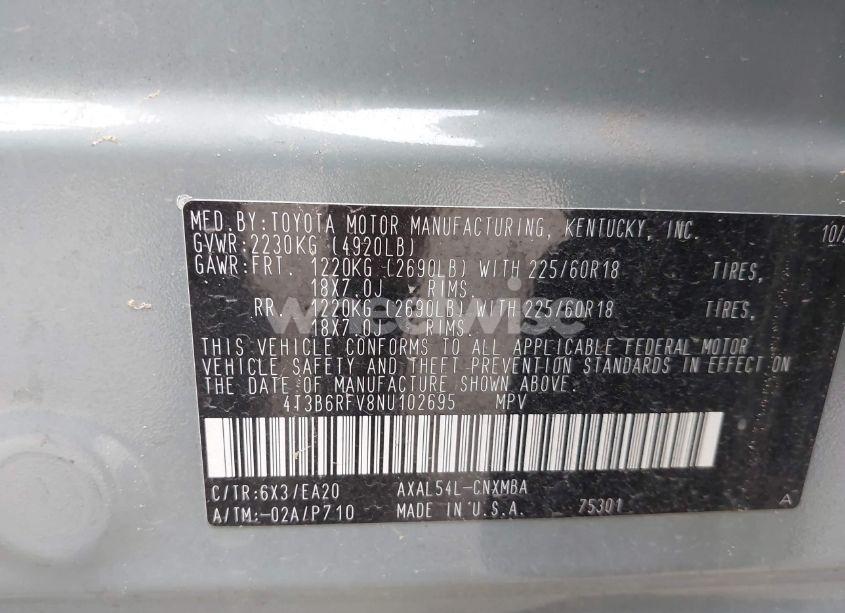 MFD. BY:TOYOTA MOTOR MANUFACTURING, KENTUCKY, INC. 10/2
GVWR:2230KG (4920LB)
GAWR:FRT. 1220KG (2690LB) WITH 225/60R18 TIRES,
18X7.0J RIMS.
RR. 1220KG (2690LB) WITH 225/60R18 TIRES,
18X7.0J RIMS
wheelwise
THIS VEHICLE CONFORMS TO ALL APPLICABLE FEDERAL MOTOR
VEHICLE SAFETY AND THEFT PREVENTION STANDARDS IN EFFECT ON
THE DATE OF MANUFACTURE SHOWN ABOVE.
4T3B6RFV8NU102695 MPV
C/TR:6X3/EA20 AXAL54L-CNXMBA
A/TM:-02A/P710 MADE IN U.S.A. 75301 A